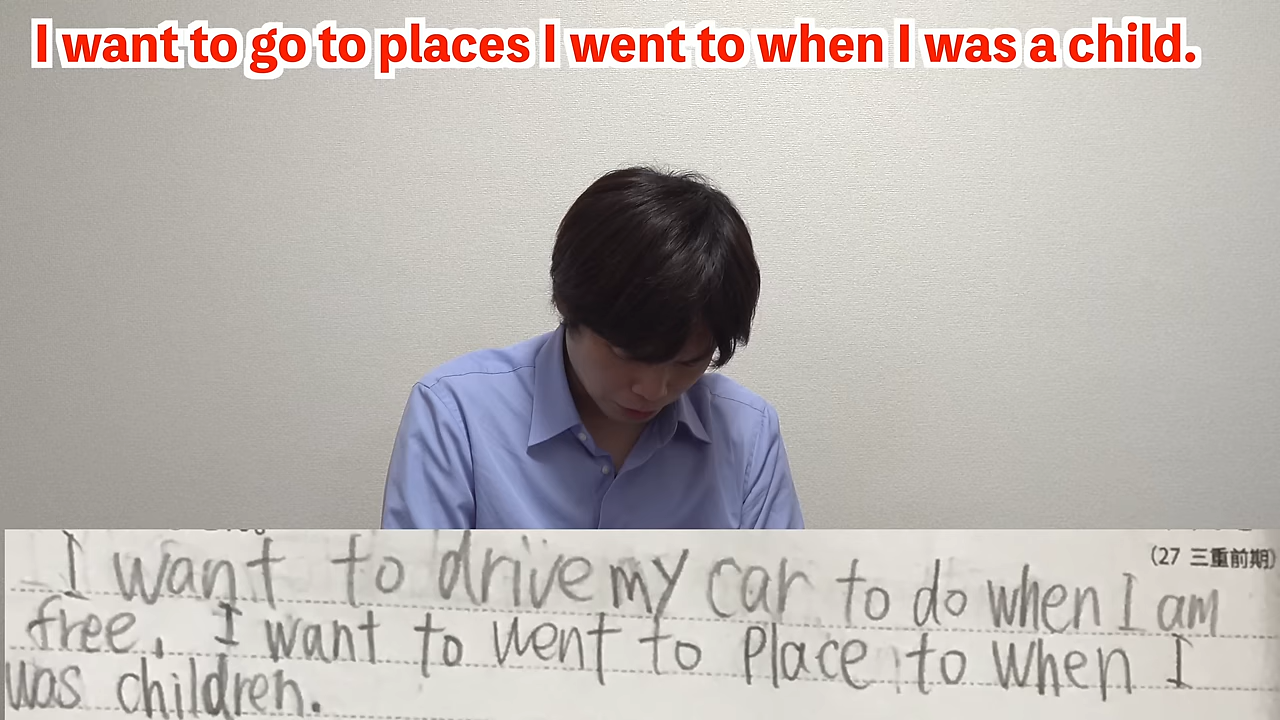 I want to go to places I went to when I was a child.
(27 三重前期)
I want to drive my car to do when I am
free. I want to went to place to when I
was children.